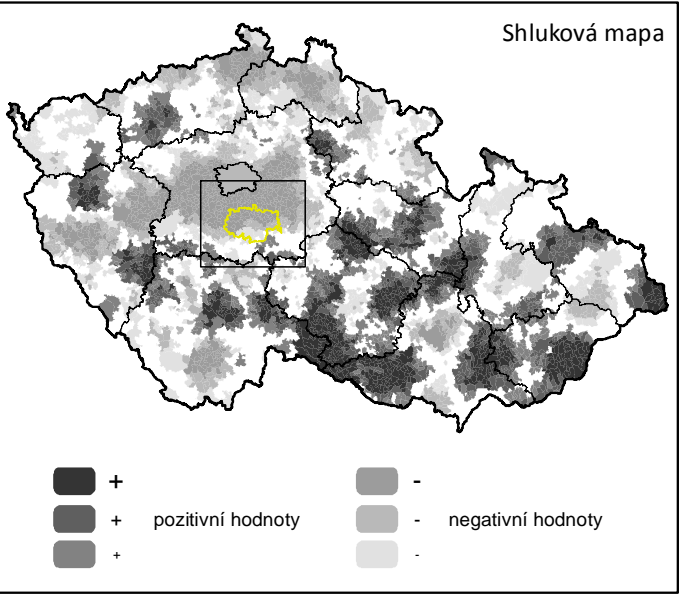 Shluková mapa
+ -
+ pozitivní hodnoty - negativní hodnoty
+ -